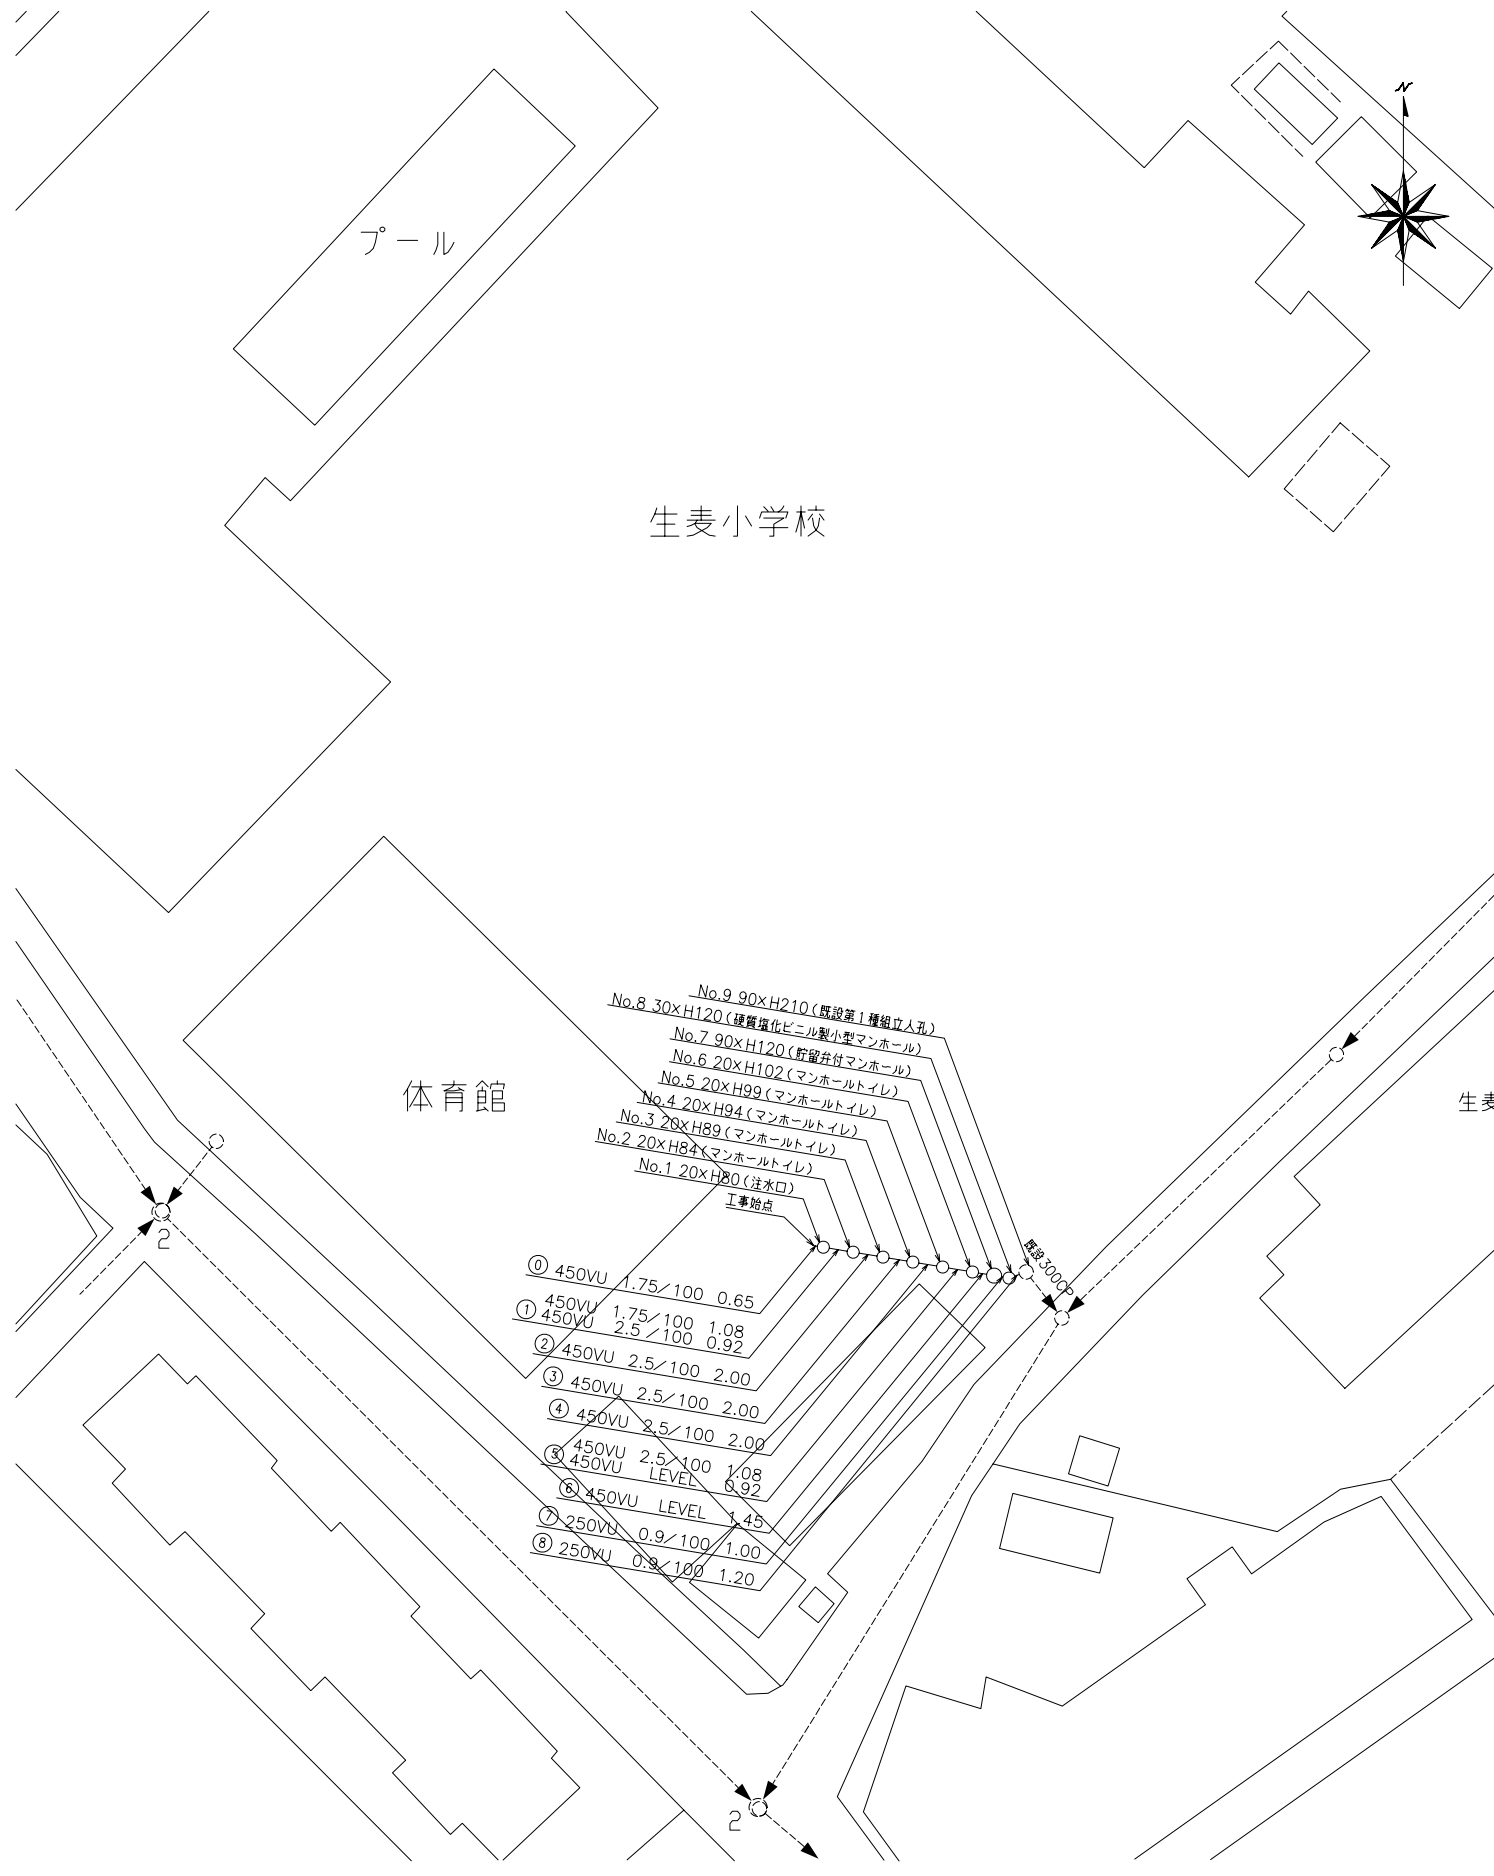 N
プール
生麦小学校
No.9 90×H210(既設第1種組立人孔)
No.8 30×H120(硬質塩化ビニル製小型マンホール)
No.7 90×H120(貯留弁付マンホール)
No.6 20×H102(マンホールトイレ)
体育館
No.5 20×H99(マンホールトイレ)
生麦
No.4 20×H94(マンホールトイレ)
No.3 20×H89(マンホールトイレ)
No.2 20×H84(マンホールトイレ)
No.1 20×H80(注水口)
工事始点
2
既設300CP
⓪ 450VU 1.75/100 0.65
450VU 1.75/100 1.08
① 450VU 2.5/100 0.92
② 450VU 2.5/100 2.00
③ 450VU 2.5/100 2.00
④ 450VU 2.5/100 2.00
450VU 2.5/100 1.08
⑤ 450VU LEVEL 0.92
⑥ 450VU LEVEL 1.45
⑦ 250VU 0.9/100 1.00
⑧ 250VU 0.9/100 1.20
2